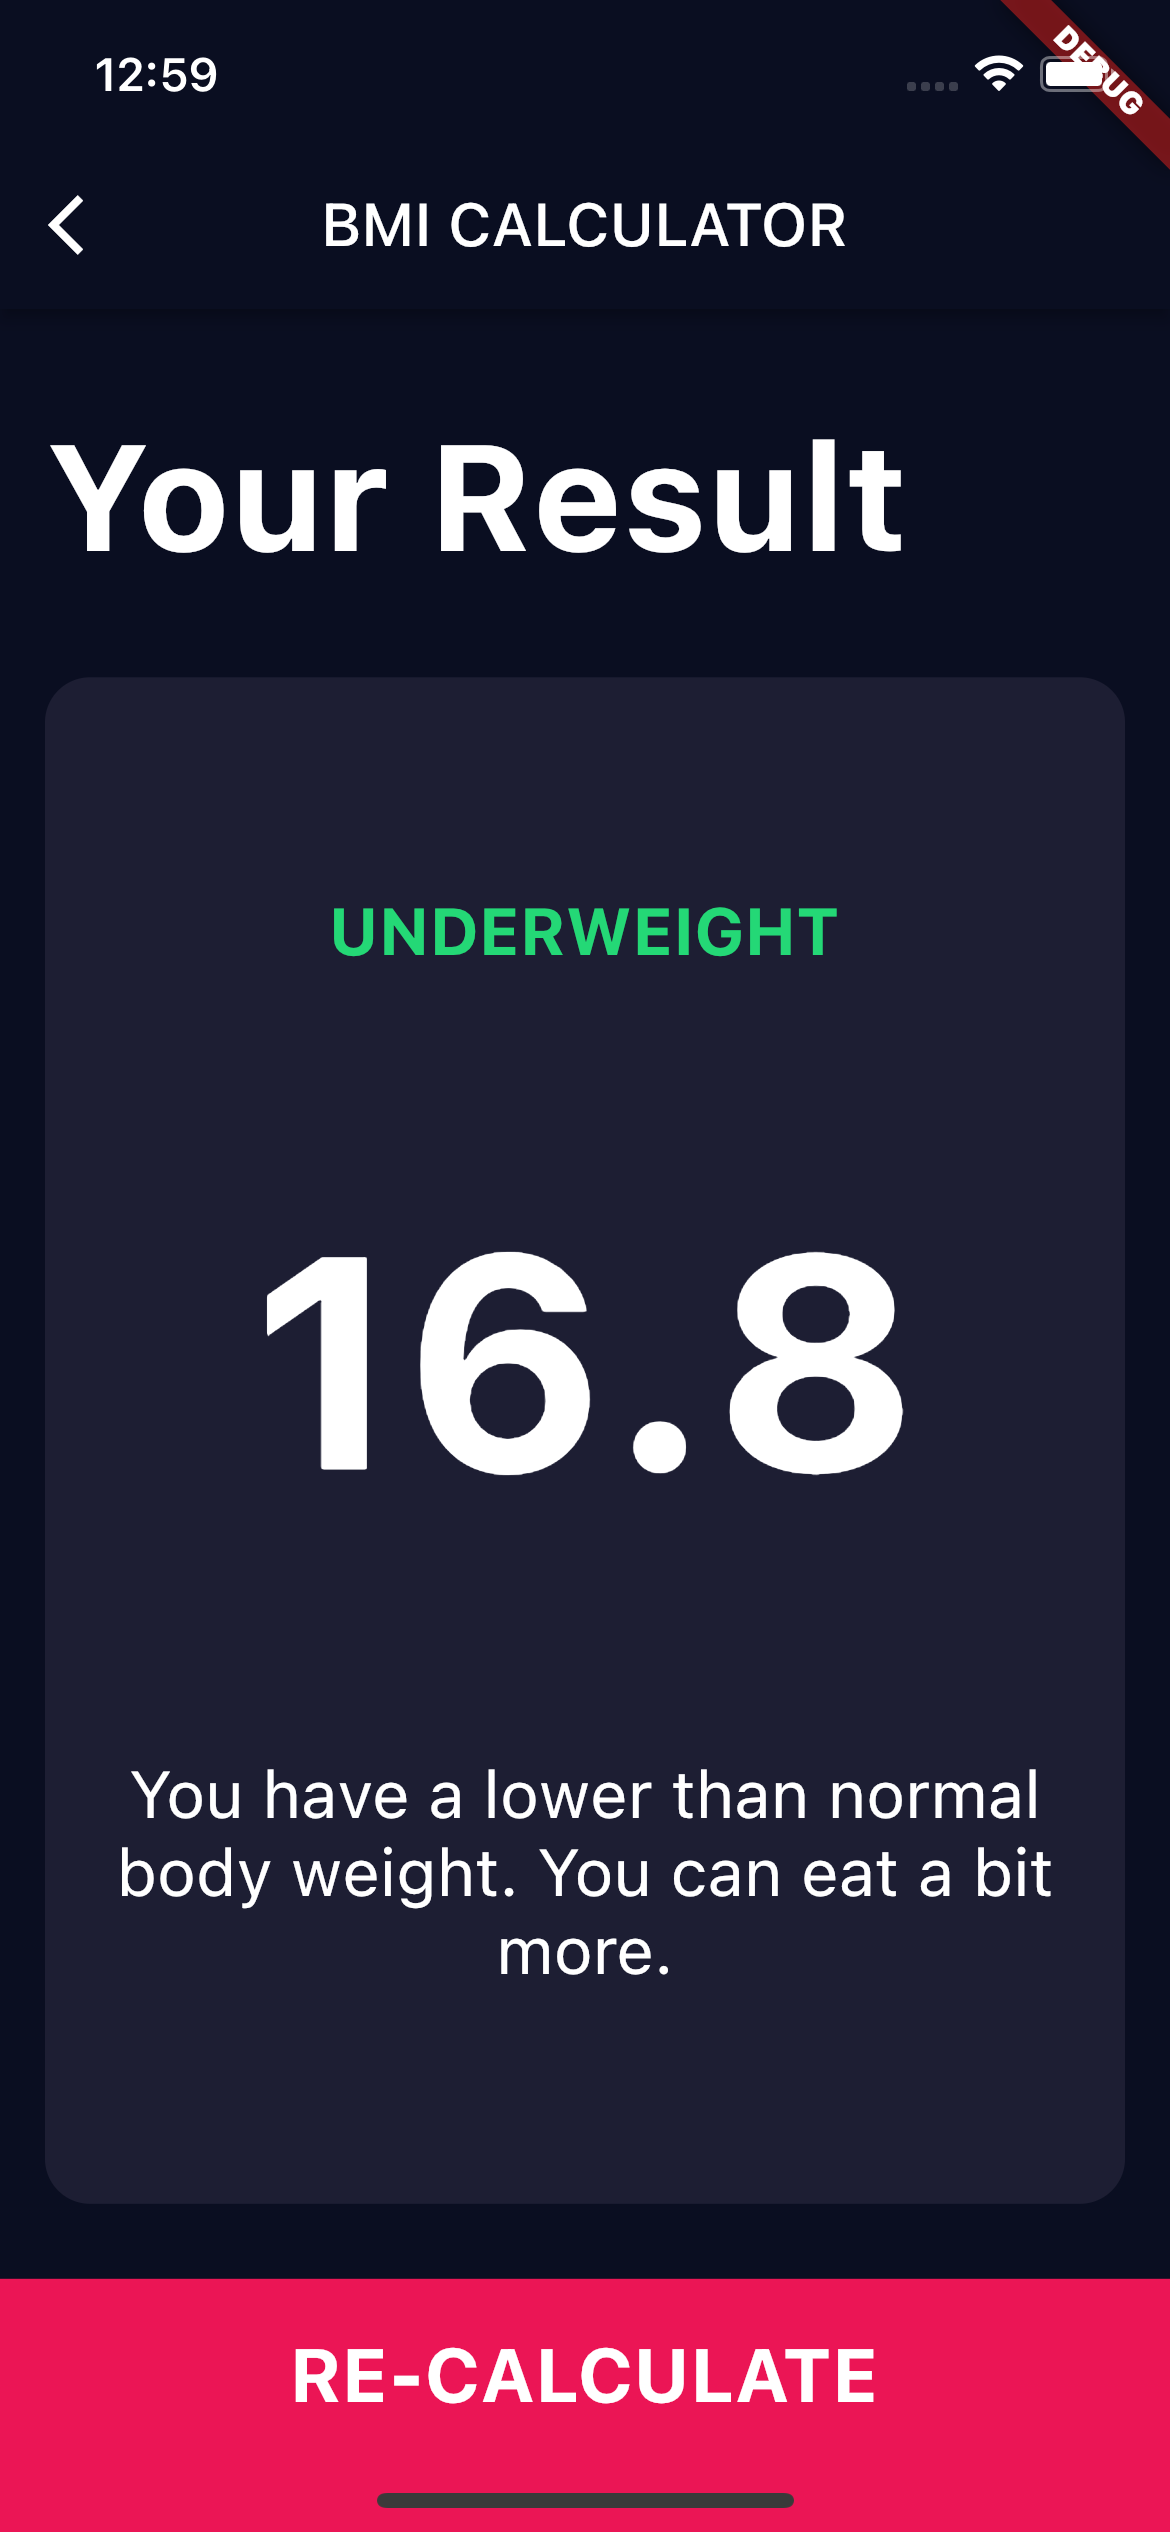 12:59
DEBUG
BMI CALCULATOR
Your Result
UNDERWEIGHT
16.8
You have a lower than normal
body weight. You can eat a bit
more.
RE-CALCULATE